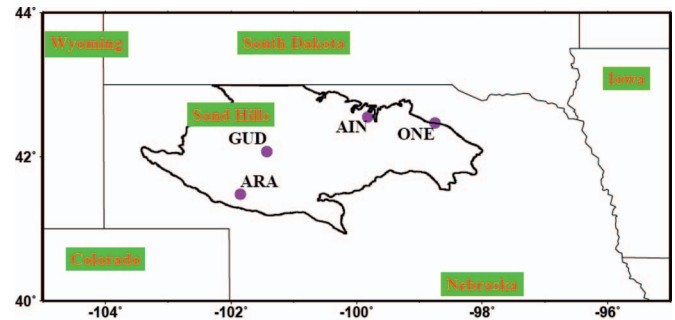 44˚
Wyoming
South Dakota
Iowa
Sand Hills
AIN
ONE
GUD
42˚
ARA
Colorado
Nebraska
40˚
-104˚
-102˚
-100˚
-98˚
-96˚